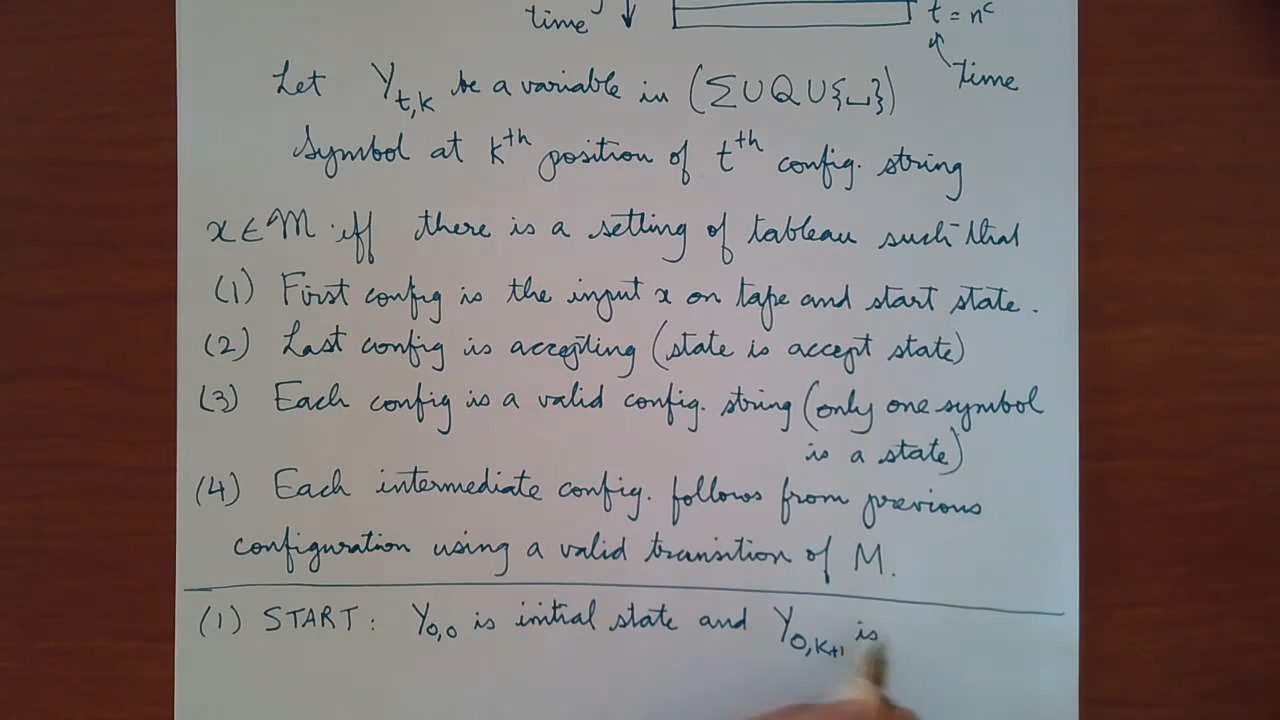 time ↓ t = n^c
time
Let Y_{t,k} be a variable in (Σ∪Q∪{⌴})
symbol at k^{th} position of t^{th} config. string
x ∈ M iff there is a setting of tableau such that
(1) First config is the input x on tape and start state.
(2) Last config is accepting (state is accept state)
(3) Each config is a valid config. string (only one symbol
is a state)
(4) Each intermediate config. follows from previous
configuration using a valid transition of M.
(1) START: Y_{0,0} is initial state and Y_{0,k+1} is